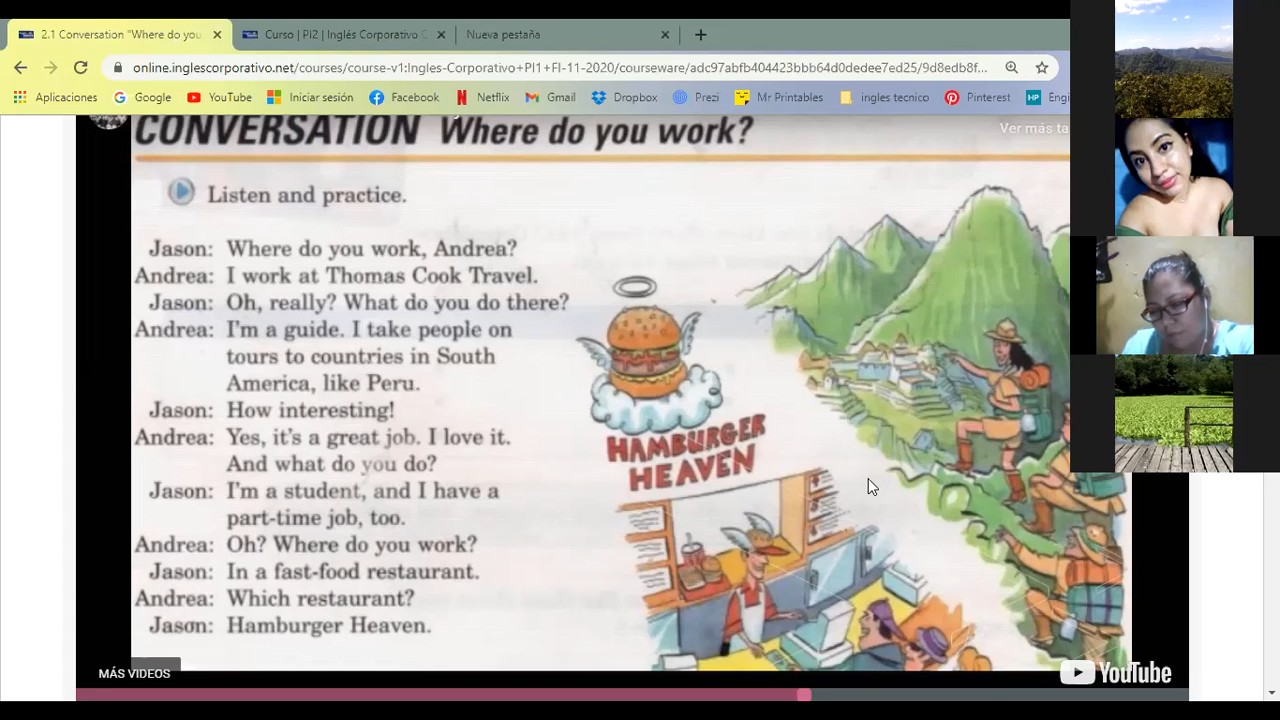 2.1 Conversation "Where do you
Curso | PI2 | Inglés Corporativo C
Nueva pestaña
online.inglescorporativo.net/courses/course-v1:Ingles-Corporativo+PI1+FI-11-2020/courseware/adc97abfb404423bbb64d0dedee7ed25/9d8edb8f...
Aplicaciones
Google
YouTube
Iniciar sesión
Facebook
Netflix
Gmail
Dropbox
Prezi
Mr Printables
ingles tecnico
Pinterest
HP
Engl
CONVERSATION Where do you work?
Ver más ta
Listen and practice.
Jason: Where do you work, Andrea?
Andrea: I work at Thomas Cook Travel.
Jason: Oh, really? What do you do there?
Andrea: I'm a guide. I take people on
tours to countries in South
America, like Peru.
Jason: How interesting!
Andrea: Yes, it's a great job. I love it.
And what do you do?
Jason: I'm a student, and I have a
part-time job, too.
Andrea: Oh? Where do you work?
Jason: In a fast-food restaurant.
Andrea: Which restaurant?
Jason: Hamburger Heaven.
HAMBURGER
HEAVEN
MÁS VIDEOS
YouTube